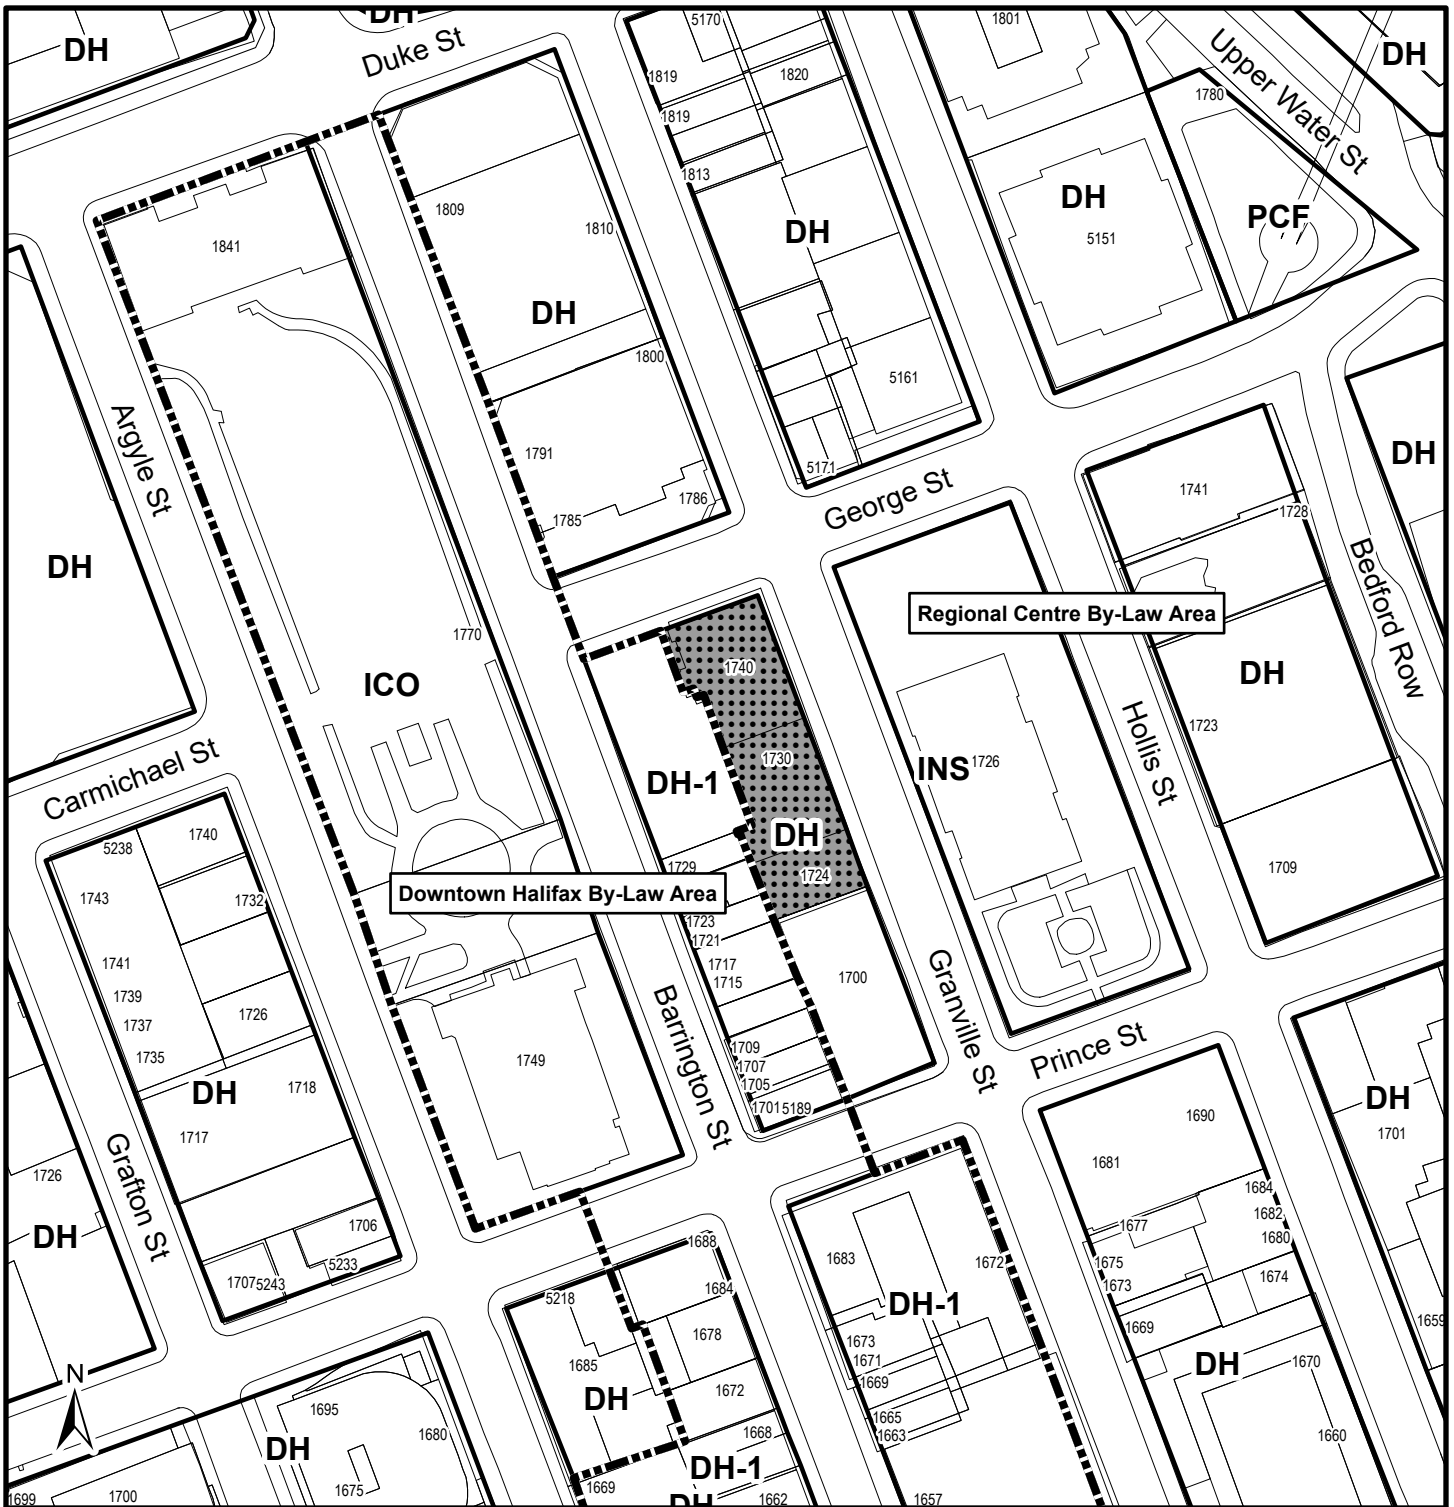 DH
DH
Duke St
5170
1801
Upper Water St
DH
1819
1820
1780
1819
1813
1841
1809
1810
DH
DH
5151
PCF
DH
1800
5161
Argyle St
1791
1786
1785
5171
George St
1741
1728
DH
DH
Bedford Row
Regional Centre By-Law Area
1770
ICO
1740
DH
Hollis St
1723
Carmichael St
DH-1
1730
INS
1726
5238
1740
DH
1743
1729
1724
1709
1732
Downtown Halifax By-Law Area
1723
1721
1741
1717
1715
1700
Granville St
1739
1737
1726
1735
Barrington St
1749
1709
1707
1705
1701
5189
Prince St
DH
1718
1717
1690
DH
1701
Grafton St
1726
1681
1684
1682
1680
DH
1706
5233
1707
5243
1688
1683
1672
1677
1675
1673
1674
5218
1684
DH-1
1678
1673
1671
1669
1669
1659
1685
DH
1672
1665
1663
DH
1670
N
1695
1680
DH
1668
1660
DH-1
1675
1669
DH
1662
1657
1699
1700